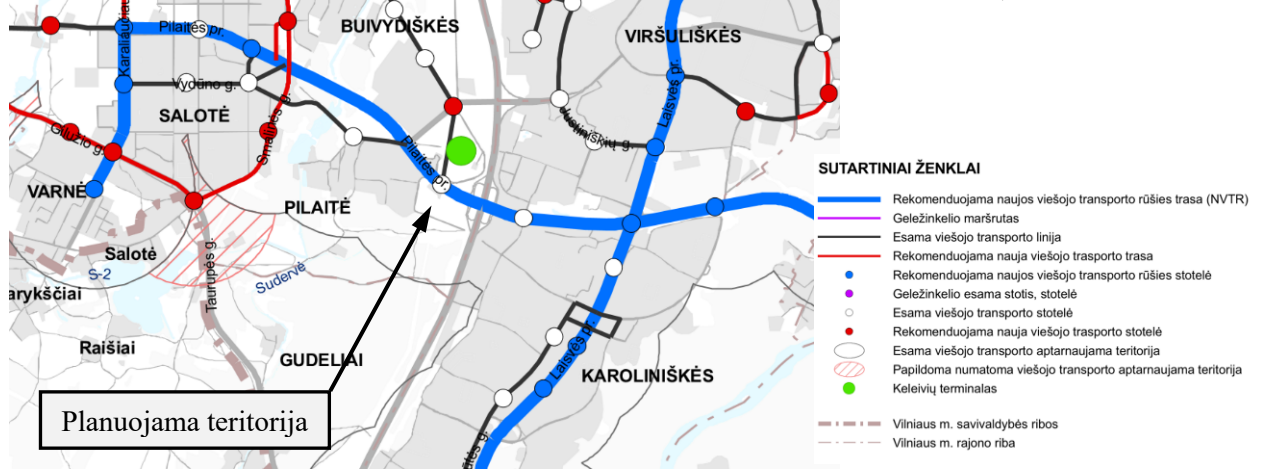 BUIVYDIŠKĖS
VIRŠULIŠKĖS
Pilaitės pr.
Vydūno g.
SALOTĖ
Smalinės g.
Gilužio g.
Justiniškių g.
Laisvės pr.
Pilaitės pr.
VARNĖ
PILAITĖ
Salotė
S-2
Sudervė
Taurupės g.
arykščiai
Raišiai
GUDELIAI
Laisvės pr.
KAROLINIŠKĖS
Planuojama teritorija
SUTARTINIAI ŽENKLAI
Rekomenduojama naujos viešojo transporto rūšies trasa (NVTR)
Geležinkelio maršrutas
Esama viešojo transporto linija
Rekomenduojama nauja viešojo trasporto trasa
Rekomenduojama naujos viešojo transporto rūšies stotelė
Geležinkelio esama stotis, stotelė
Esama viešojo transporto stotelė
Rekomenduojama nauja viešojo trasporto stotelė
Esama viešojo transporto aptarnaujama teritorija
Papildoma numatoma viešojo transporto aptarnaujama teritorija
Keleivių terminalas
Vilniaus m. savivaldybės ribos
Vilniaus m. rajono riba